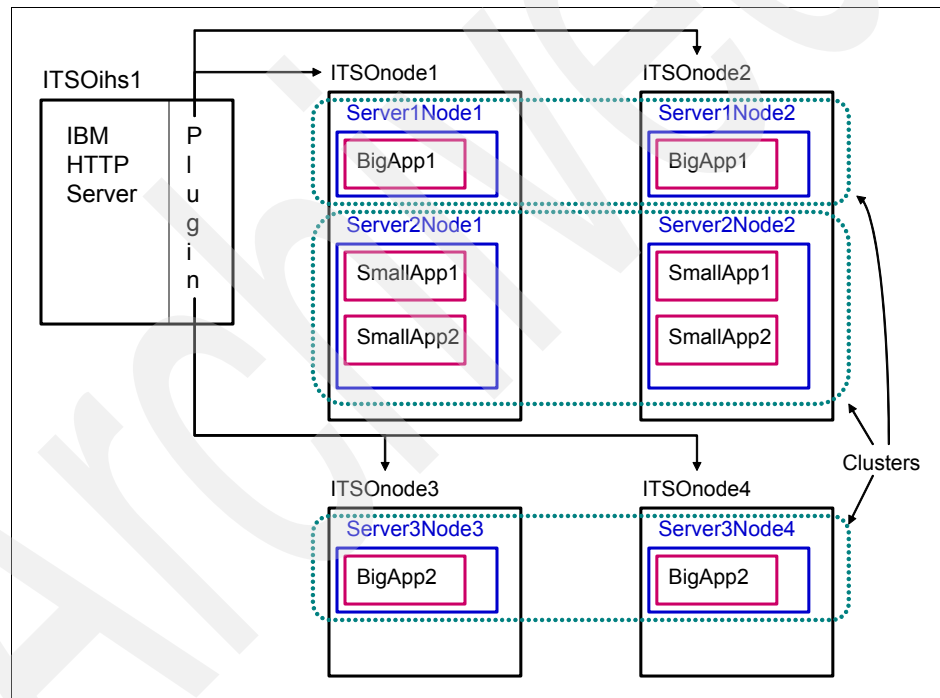 ITSOihs1
IBM
HTTP
Server
P
l
u
g
i
n
ITSOnode1
Server1Node1
BigApp1
Server2Node1
SmallApp1
SmallApp2
ITSOnode2
Server1Node2
BigApp1
Server2Node2
SmallApp1
SmallApp2
Clusters
ITSOnode3
Server3Node3
BigApp2
ITSOnode4
Server3Node4
BigApp2